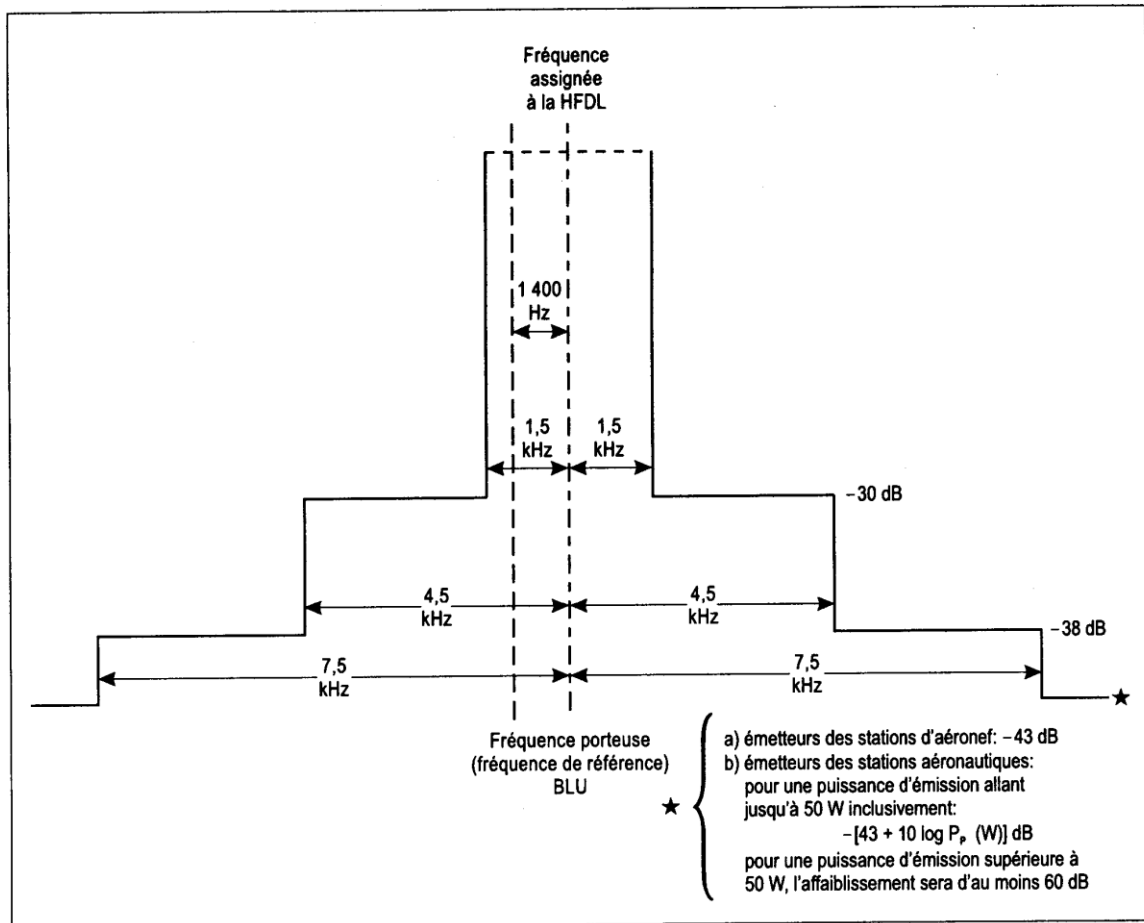 Fréquence
assignée
à la HFDL
1 400
Hz
1,5
kHz
1,5
kHz
−30 dB
4,5
kHz
4,5
kHz
−38 dB
7,5
kHz
7,5
kHz
★
Fréquence porteuse
(fréquence de référence)
BLU
★
a) émetteurs des stations d'aéronef: −43 dB
b) émetteurs des stations aéronautiques:
pour une puissance d'émission allant
jusqu'à 50 W inclusivement:
−[43 + 10 log Pₚ (W)] dB
pour une puissance d'émission supérieure à
50 W, l'affaiblissement sera d'au moins 60 dB